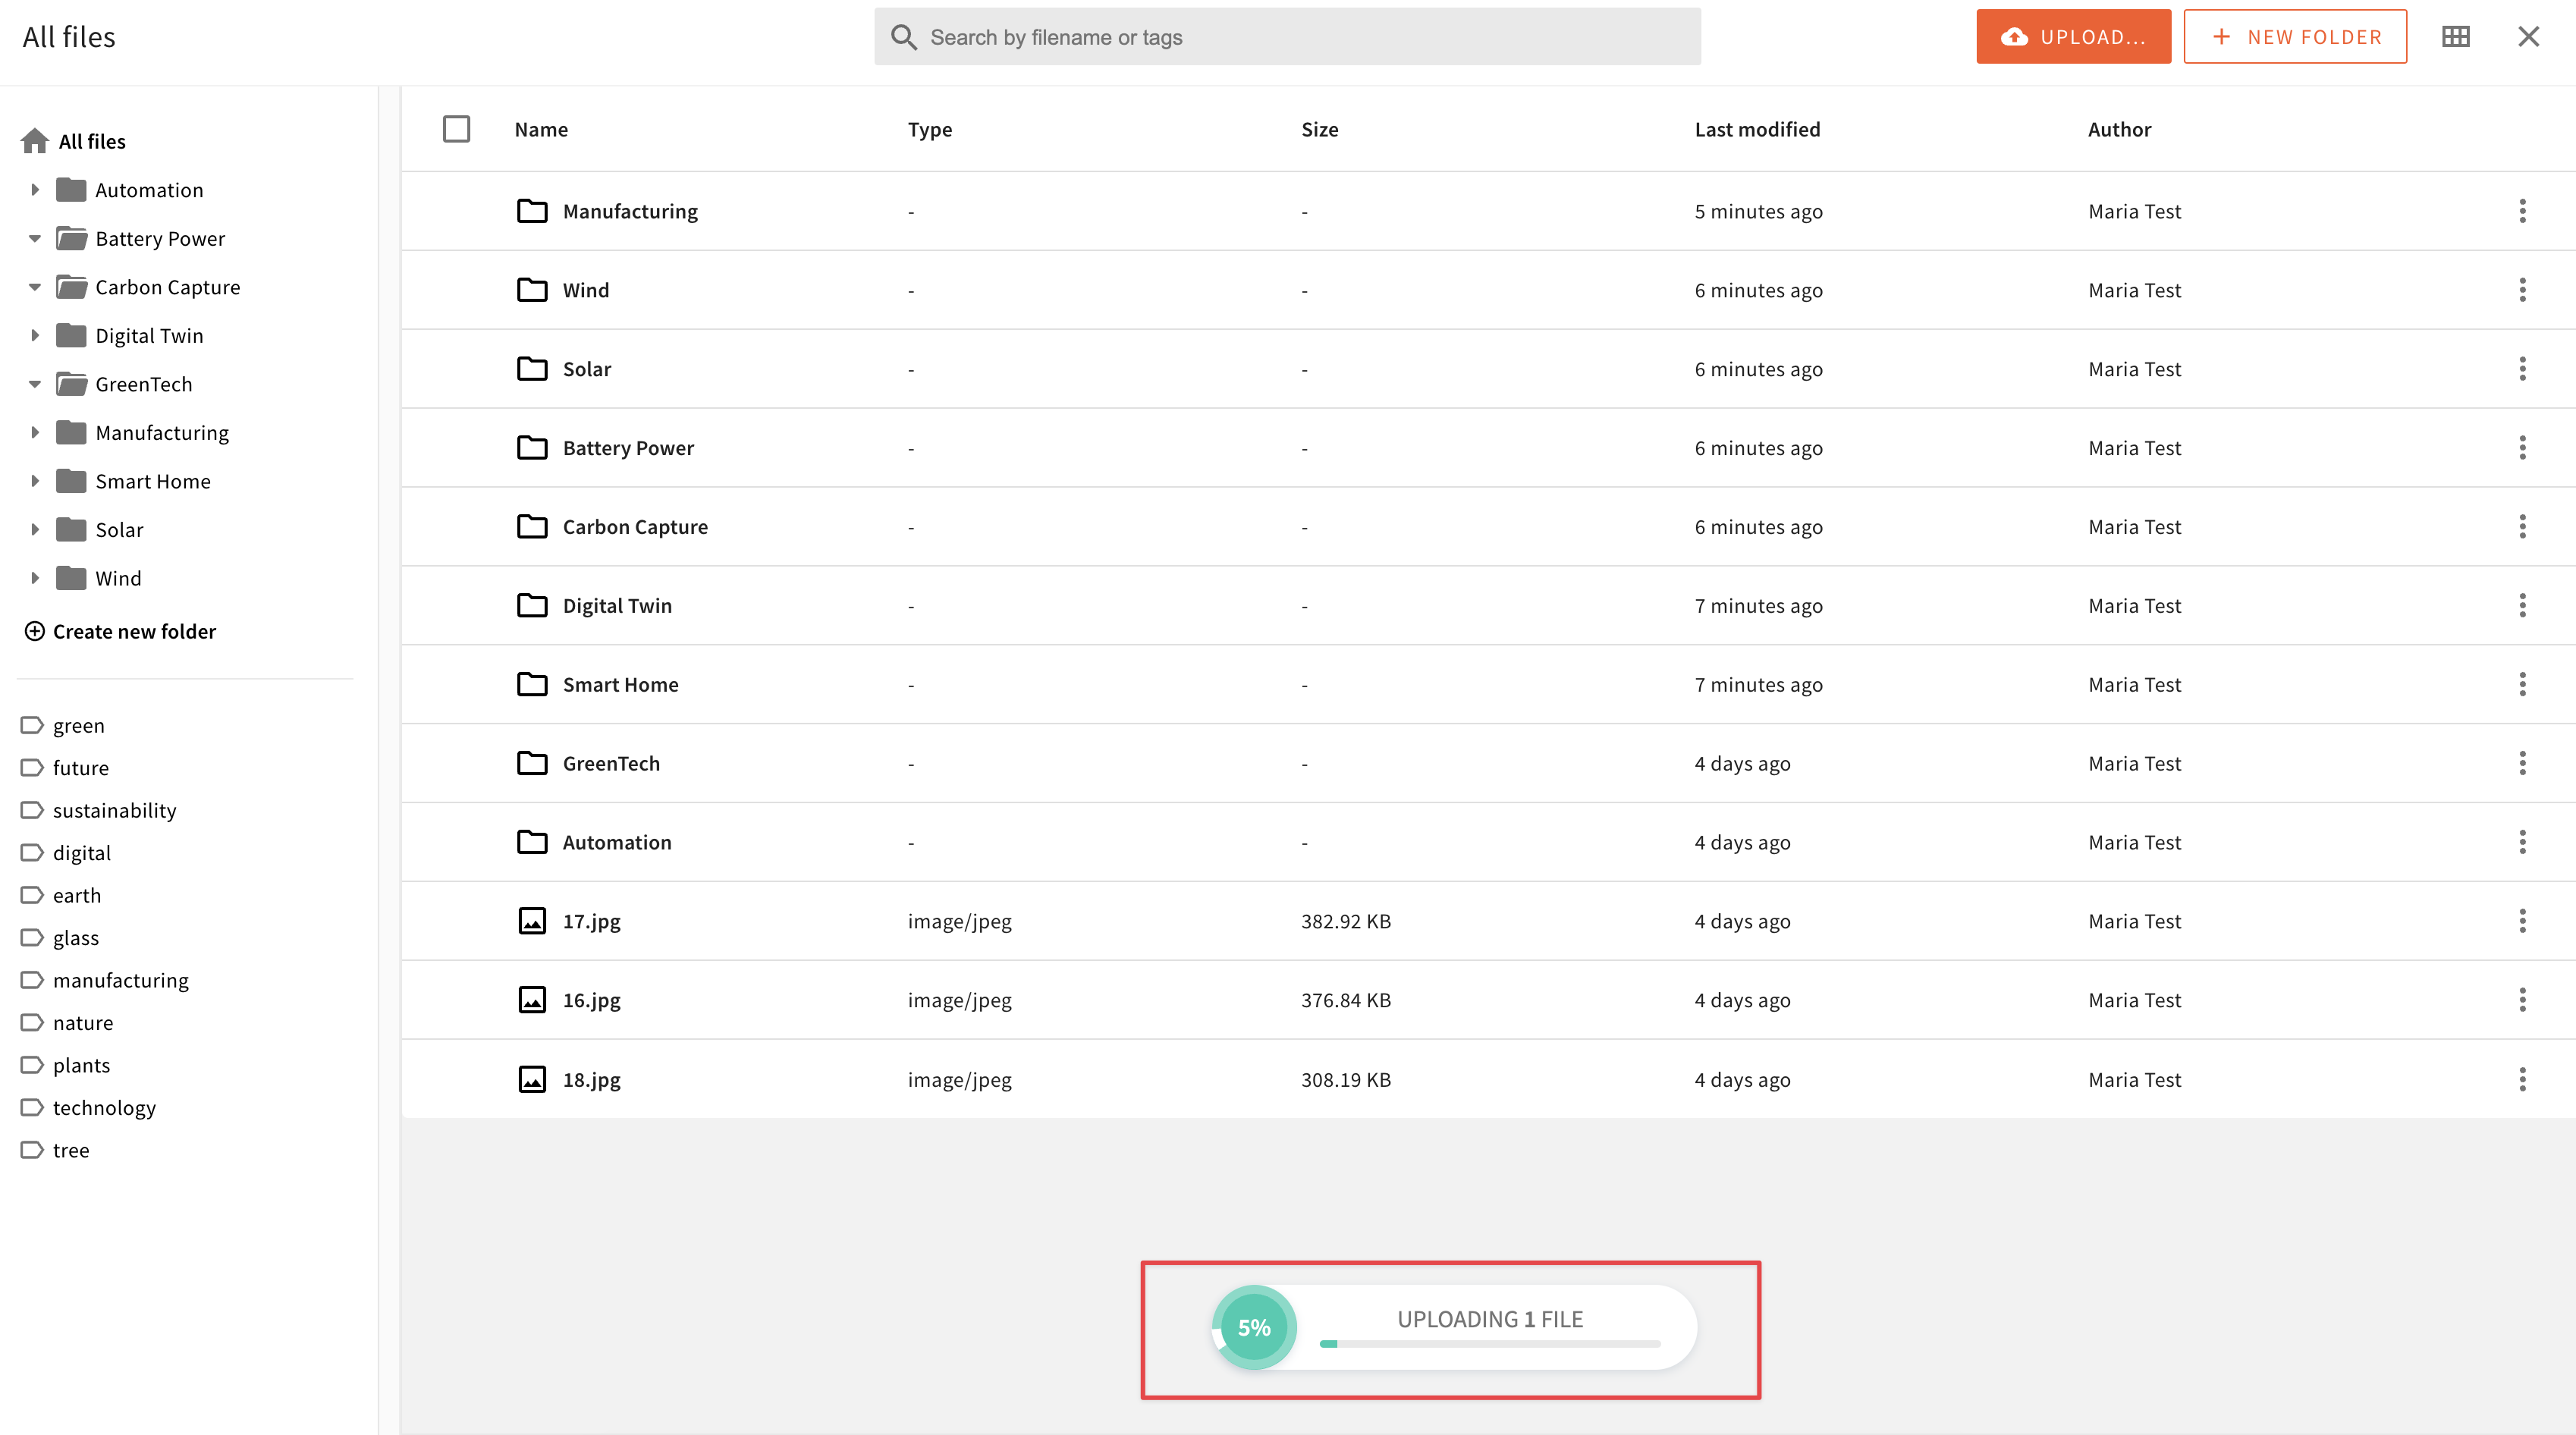 All files
Search by filename or tags
UPLOAD...
+ NEW FOLDER
All files
Automation
Battery Power
Carbon Capture
Digital Twin
GreenTech
Manufacturing
Smart Home
Solar
Wind
Create new folder
green
future
sustainability
digital
earth
glass
manufacturing
nature
plants
technology
tree
Name Type Size Last modified Author
Manufacturing - - 5 minutes ago Maria Test
Wind - - 6 minutes ago Maria Test
Solar - - 6 minutes ago Maria Test
Battery Power - - 6 minutes ago Maria Test
Carbon Capture - - 6 minutes ago Maria Test
Digital Twin - - 7 minutes ago Maria Test
Smart Home - - 7 minutes ago Maria Test
GreenTech - - 4 days ago Maria Test
Automation - - 4 days ago Maria Test
17.jpg image/jpeg 382.92 KB 4 days ago Maria Test
16.jpg image/jpeg 376.84 KB 4 days ago Maria Test
18.jpg image/jpeg 308.19 KB 4 days ago Maria Test
5% UPLOADING 1 FILE